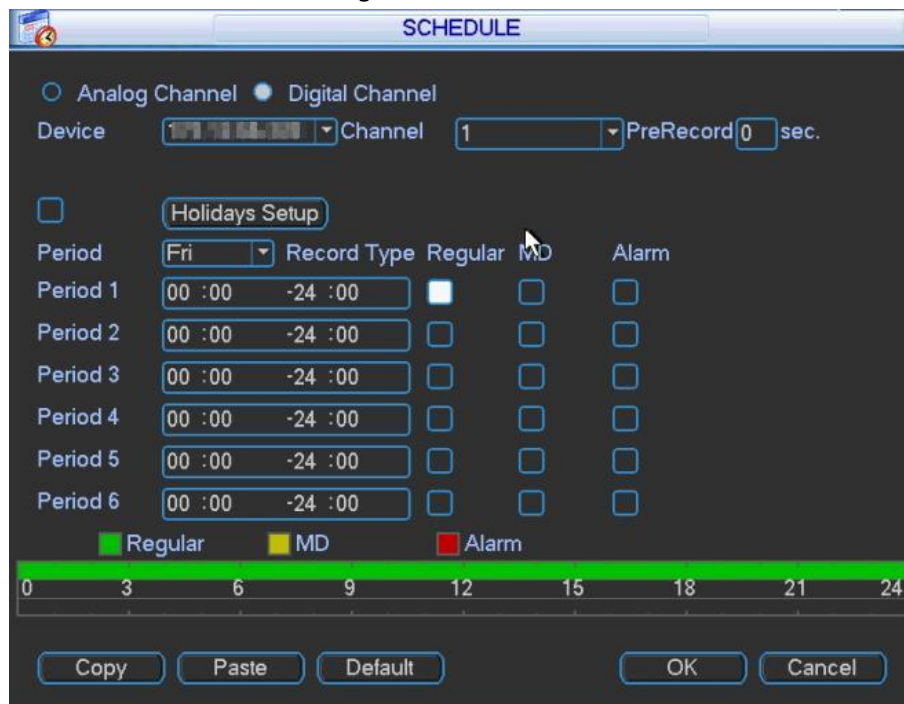 SCHEDULE
Analog Channel Digital Channel
Device Channel 1 PreRecord 0 sec.
Holidays Setup
Period Fri Record Type Regular MD Alarm
Period 1 00 :00 -24 :00
Period 2 00 :00 -24 :00
Period 3 00 :00 -24 :00
Period 4 00 :00 -24 :00
Period 5 00 :00 -24 :00
Period 6 00 :00 -24 :00
Regular MD Alarm
0 3 6 9 12 15 18 21 24
Copy Paste Default OK Cancel